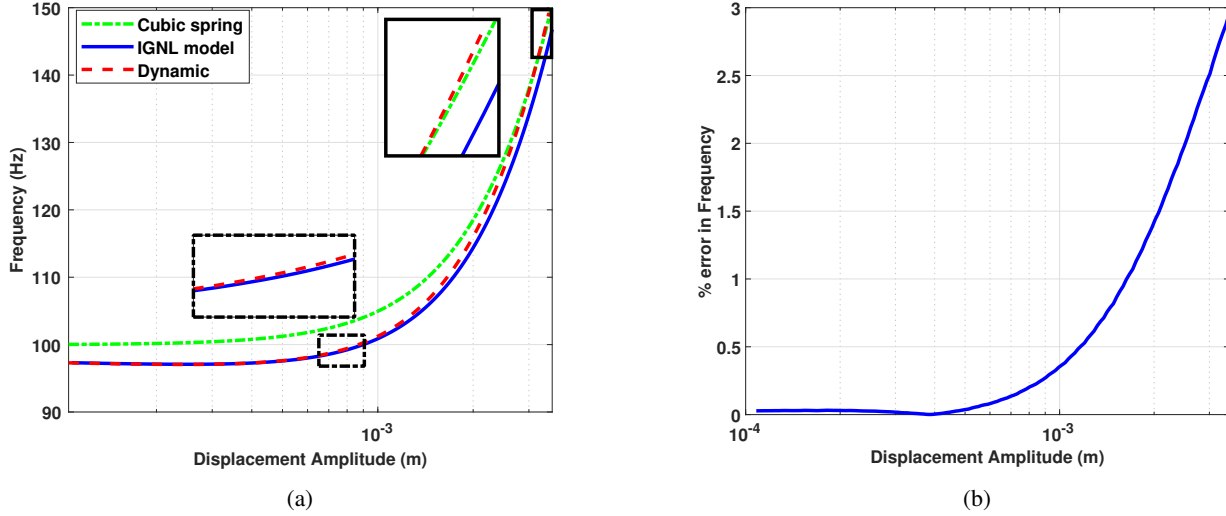 Cubic spring
IGNL model
Dynamic
150
140
130
120
110
100
90
Frequency (Hz)
10-3
Displacement Amplitude (m)
(a)
3
2.5
2
1.5
1
0.5
0
% error in Frequency
10-4
10-3
Displacement Amplitude (m)
(b)